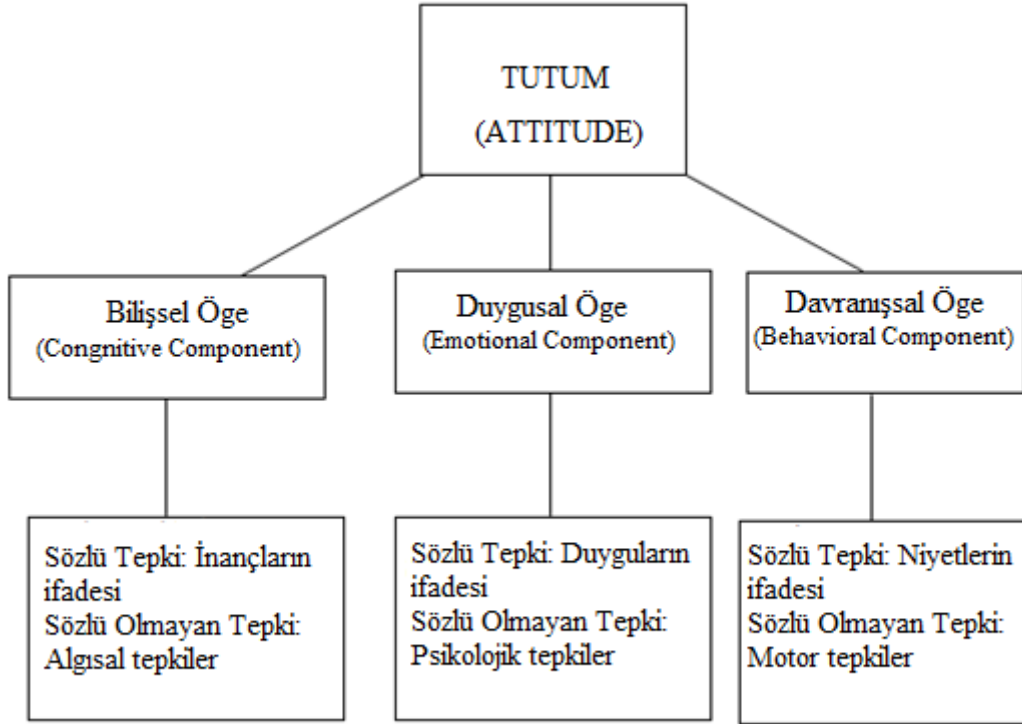 TUTUM
(ATTITUDE)
Bilişsel Öge
(Congnitive Component)
Duygusal Öge
(Emotional Component)
Davranışsal Öge
(Behavioral Component)
Sözlü Tepki: İnançların
ifadesi
Sözlü Olmayan Tepki:
Algısal tepkiler
Sözlü Tepki: Duyguların
ifadesi
Sözlü Olmayan Tepki:
Psikolojik tepkiler
Sözlü Tepki: Niyetlerin
ifadesi
Sözlü Olmayan Tepki:
Motor tepkiler